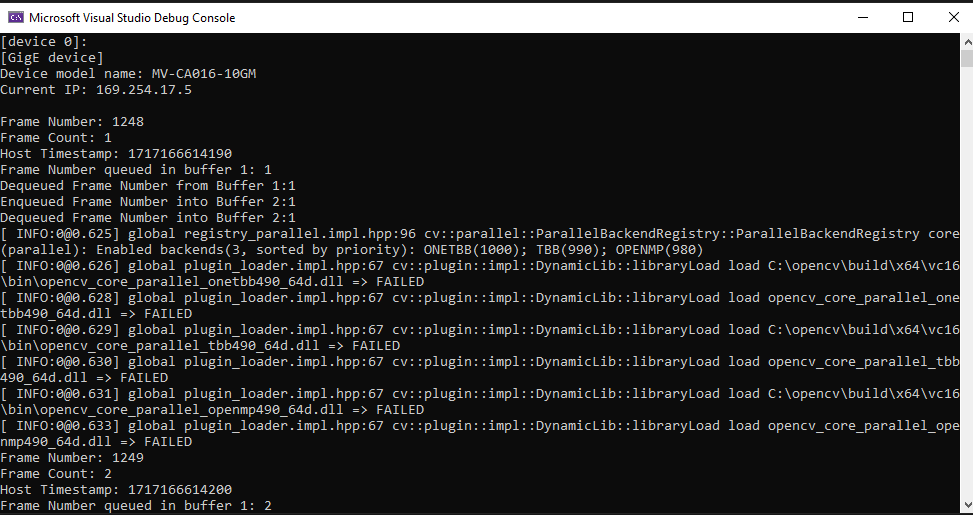 Microsoft Visual Studio Debug Console
[device 0]:
[GigE device]
Device model name: MV-CA016-10GM
Current IP: 169.254.17.5
Frame Number: 1248
Frame Count: 1
Host Timestamp: 1717166614190
Frame Number queued in buffer 1: 1
Dequeued Frame Number from Buffer 1:1
Enqueued Frame Number into Buffer 2:1
Dequeued Frame Number into Buffer 2:1
[ INFO:0@0.625] global registry_parallel.impl.hpp:96 cv::parallel::ParallelBackendRegistry::ParallelBackendRegistry core
(parallel): Enabled backends(3, sorted by priority): ONETBB(1000); TBB(990); OPENMP(980)
[ INFO:0@0.626] global plugin_loader.impl.hpp:67 cv::plugin::impl::DynamicLib::libraryLoad load C:\opencv\build\x64\vc16
\bin\opencv_core_parallel_onetbb490_64d.dll => FAILED
[ INFO:0@0.628] global plugin_loader.impl.hpp:67 cv::plugin::impl::DynamicLib::libraryLoad load opencv_core_parallel_one
tbb490_64d.dll => FAILED
[ INFO:0@0.629] global plugin_loader.impl.hpp:67 cv::plugin::impl::DynamicLib::libraryLoad load C:\opencv\build\x64\vc16
\bin\opencv_core_parallel_tbb490_64d.dll => FAILED
[ INFO:0@0.630] global plugin_loader.impl.hpp:67 cv::plugin::impl::DynamicLib::libraryLoad load opencv_core_parallel_tbb
490_64d.dll => FAILED
[ INFO:0@0.631] global plugin_loader.impl.hpp:67 cv::plugin::impl::DynamicLib::libraryLoad load C:\opencv\build\x64\vc16
\bin\opencv_core_parallel_openmp490_64d.dll => FAILED
[ INFO:0@0.633] global plugin_loader.impl.hpp:67 cv::plugin::impl::DynamicLib::libraryLoad load opencv_core_parallel_ope
nmp490_64d.dll => FAILED
Frame Number: 1249
Frame Count: 2
Host Timestamp: 1717166614200
Frame Number queued in buffer 1: 2